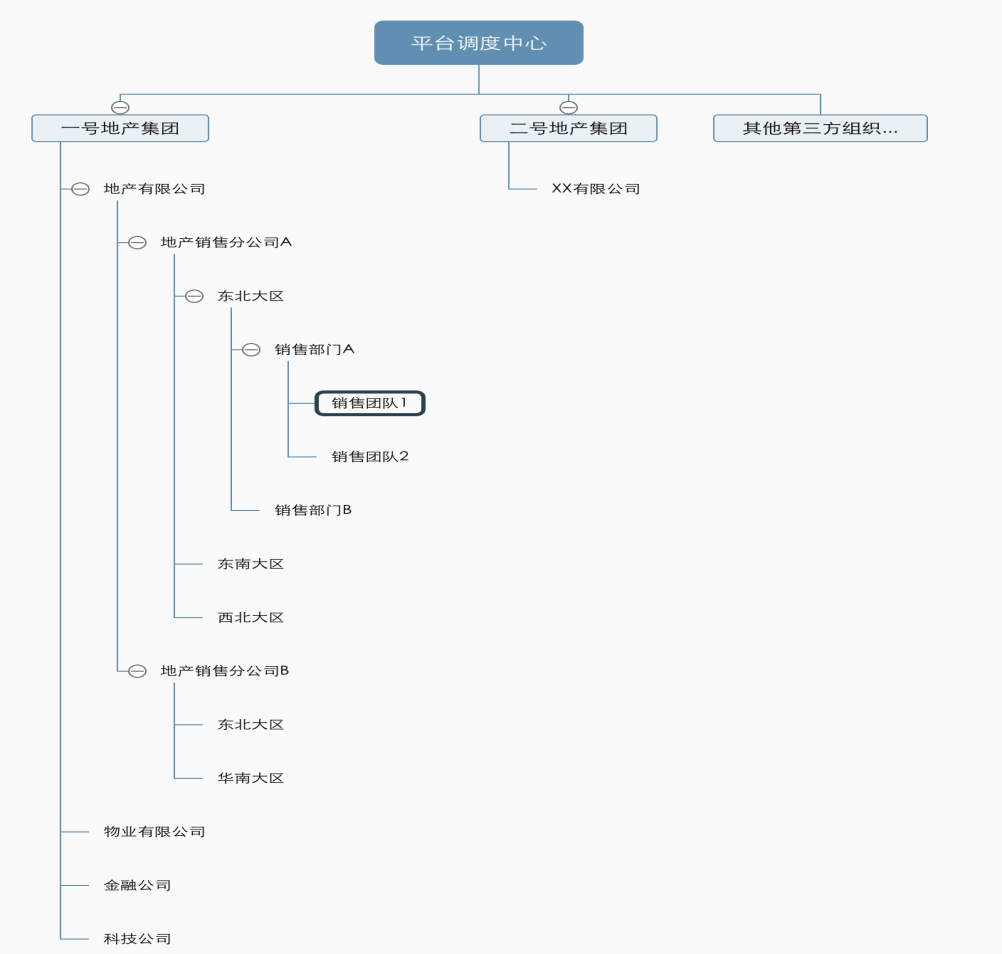 平台调度中心
一号地产集团
二号地产集团
其他第三方组织...
地产有限公司
XX有限公司
地产销售分公司A
东北大区
销售部门A
销售团队1
销售团队2
销售部门B
东南大区
西北大区
地产销售分公司B
东北大区
华南大区
物业有限公司
金融公司
科技公司